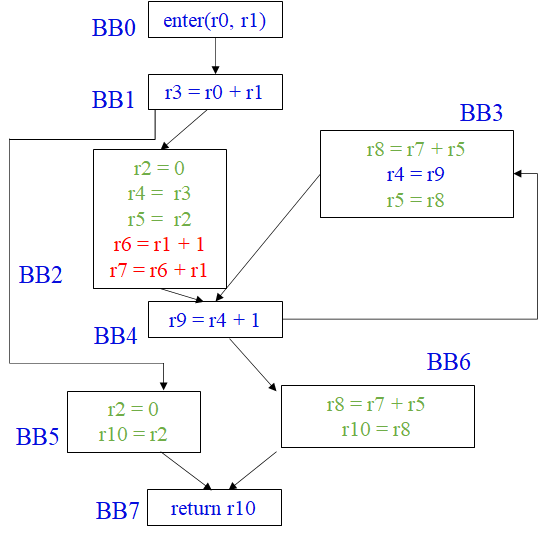 BB0
enter(r0, r1)
BB1
r3 = r0 + r1
BB3
r8 = r7 + r5
r4 = r9
r5 = r8
r2 = 0
r4 = r3
r5 = r2
r6 = r1 + 1
r7 = r6 + r1
BB2
BB4
r9 = r4 + 1
BB6
r8 = r7 + r5
r10 = r8
BB5
r2 = 0
r10 = r2
BB7
return r10